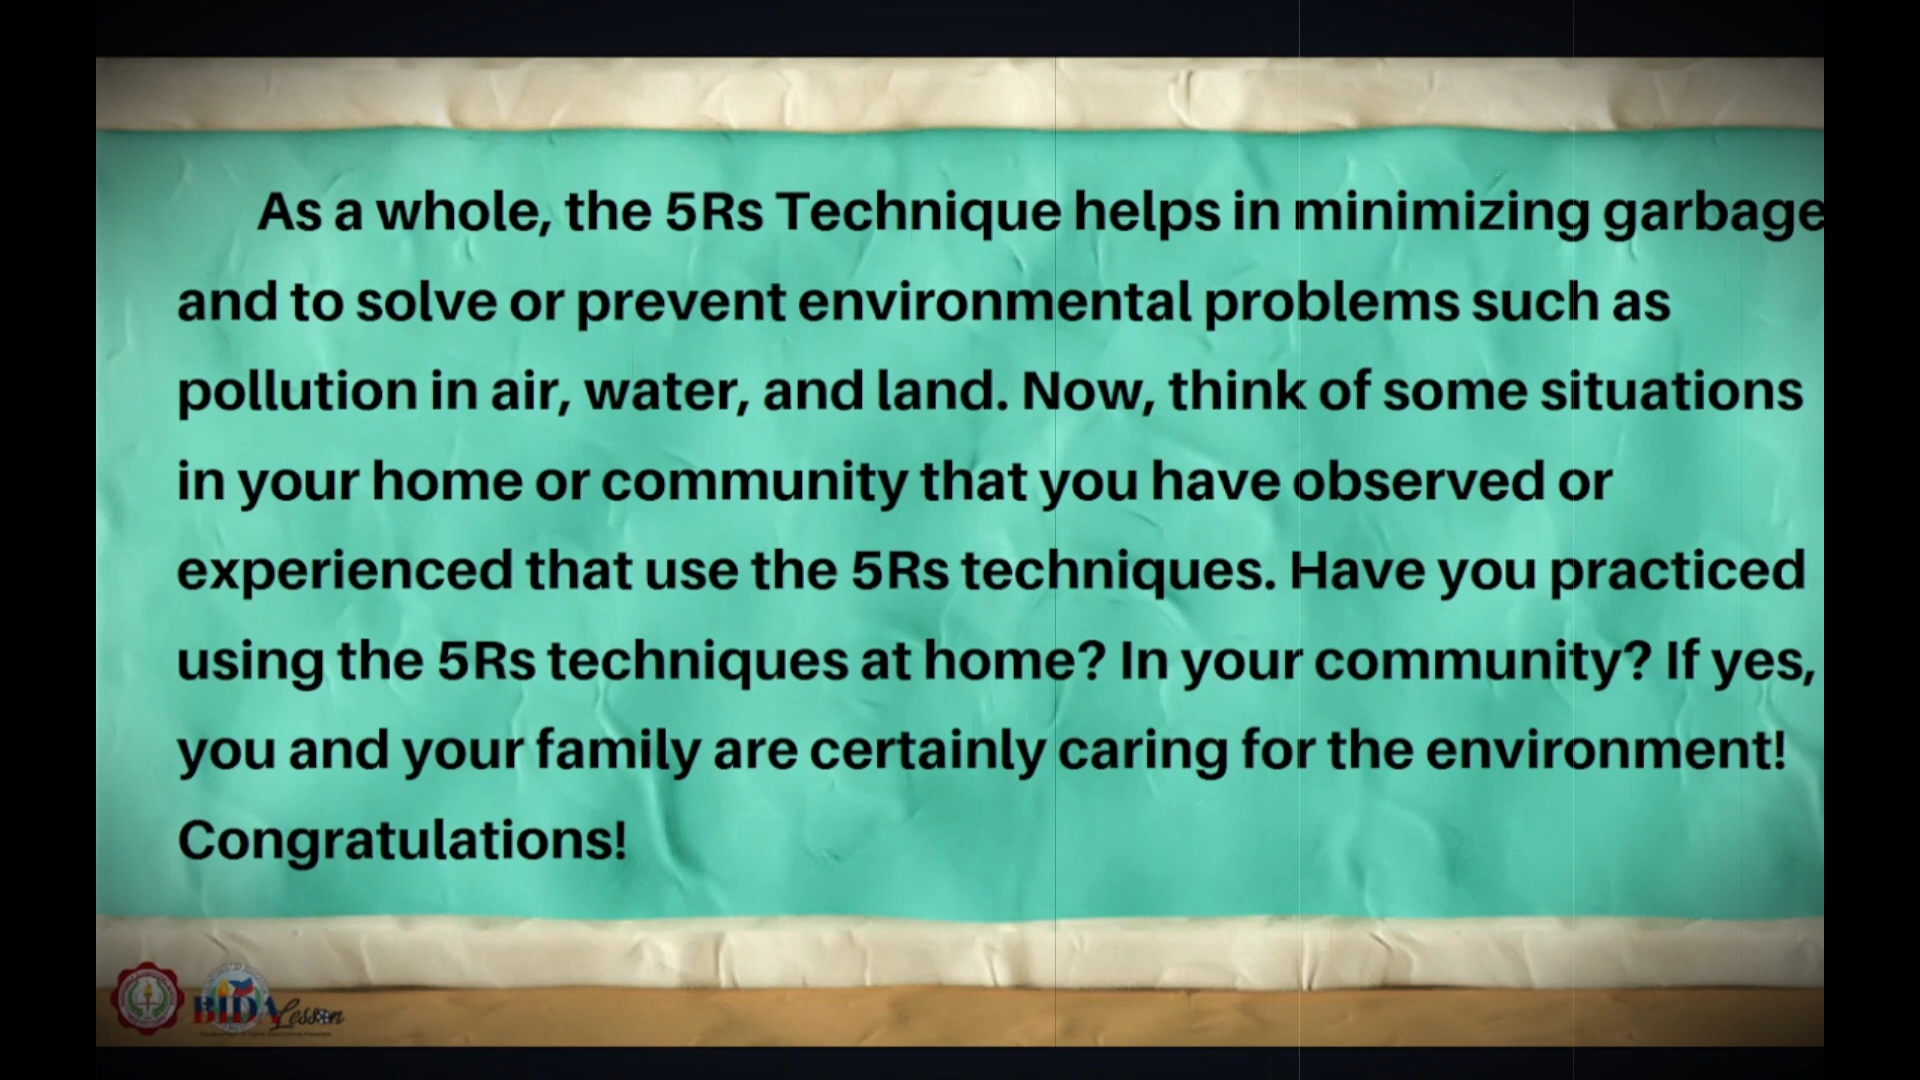 As a whole, the 5Rs Technique helps in minimizing garbage
and to solve or prevent environmental problems such as
pollution in air, water, and land. Now, think of some situations
in your home or community that you have observed or
experienced that use the 5Rs techniques. Have you practiced
using the 5Rs techniques at home? In your community? If yes,
you and your family are certainly caring for the environment!
Congratulations!
BIDA Lesson